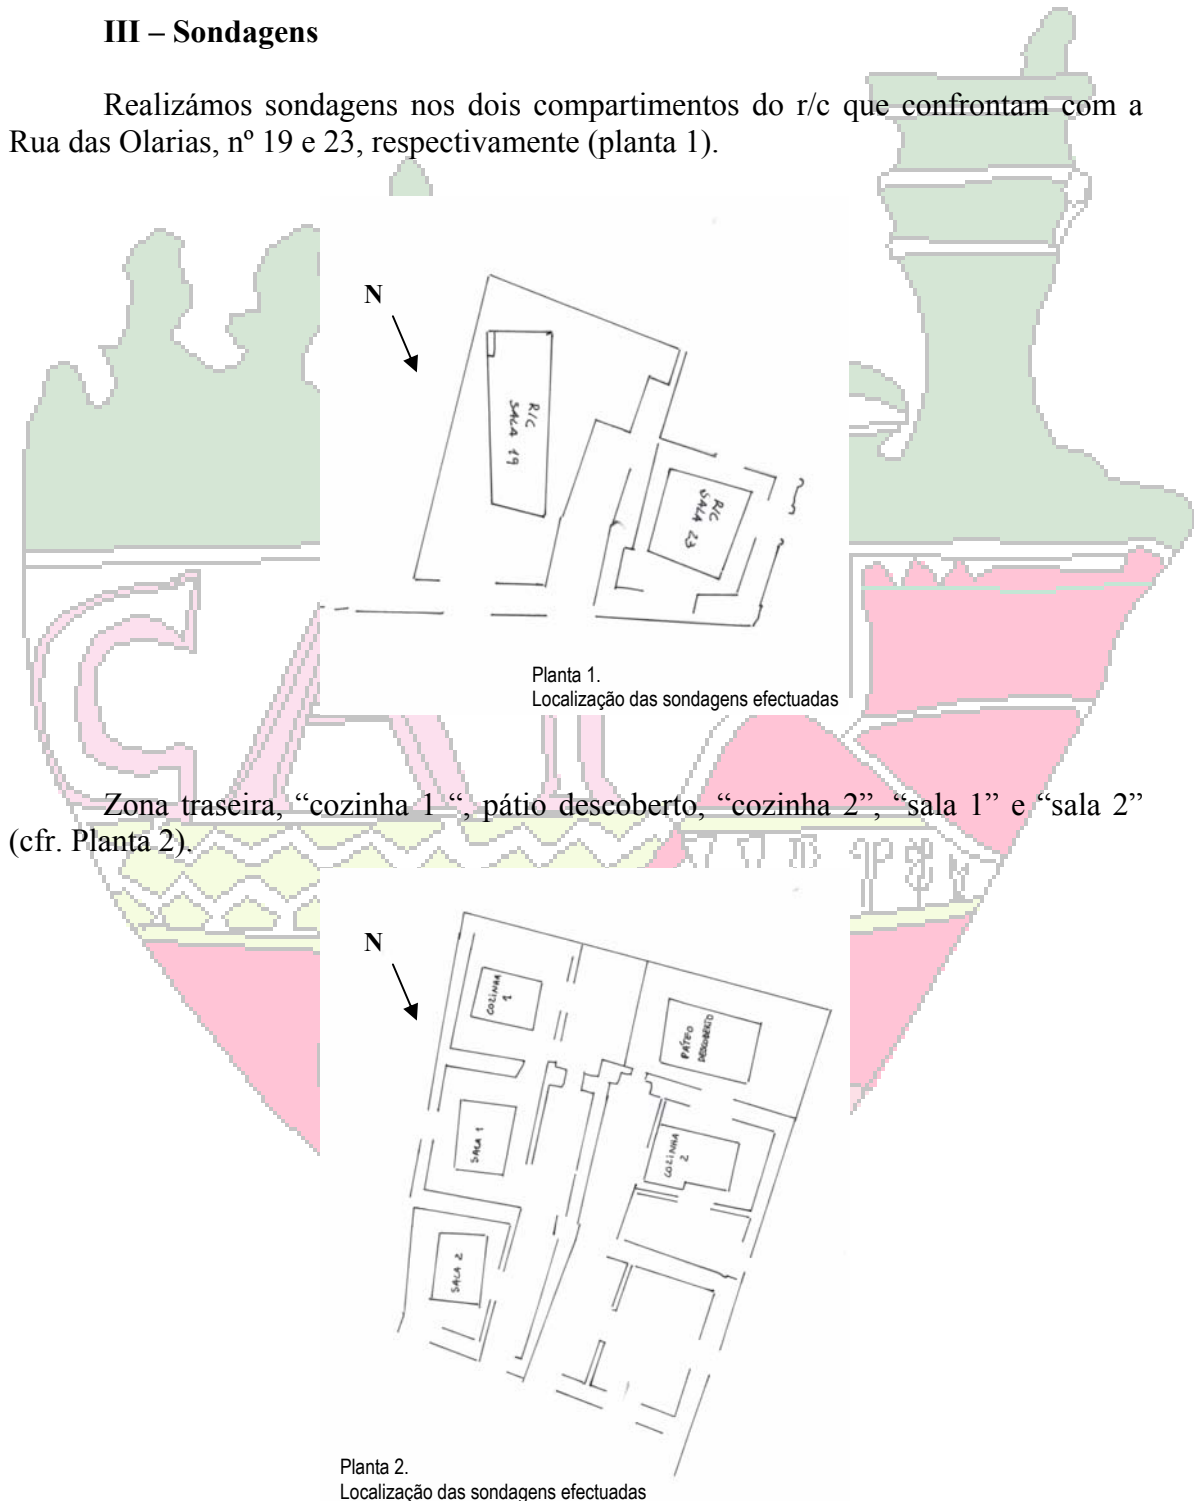 III – Sondagens
Realizámos sondagens nos dois compartimentos do r/c que confrontam com a
Rua das Olarias, nº 19 e 23, respectivamente (planta 1).
N
R/C
SALA 19
R/C
SALA 23
Planta 1.
Localização das sondagens efectuadas
Zona traseira, “cozinha 1 “, pátio descoberto, “cozinha 2”, “sala 1” e “sala 2”
(cfr. Planta 2).
N
COZINHA
1
PÁTEO
DESCOBERTO
SALA 1
COZINHA
2
SALA 2
Planta 2.
Localização das sondagens efectuadas